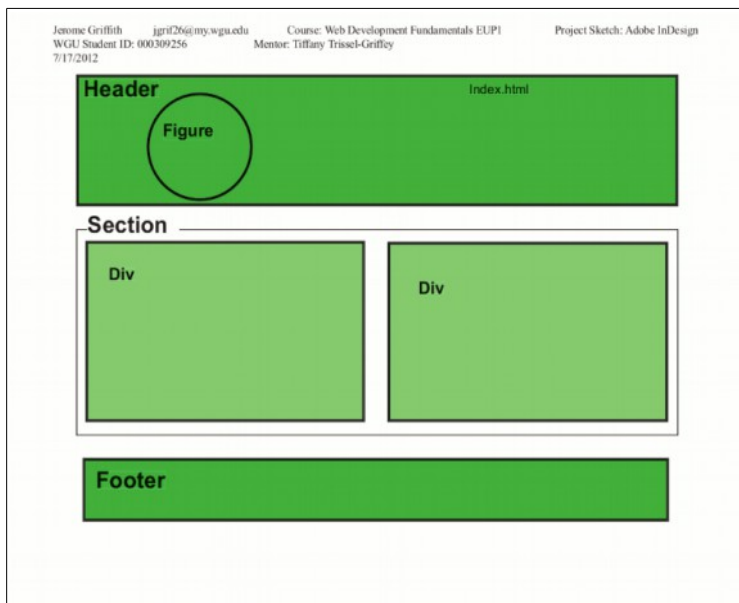 Jerome Griffith jgrif26@my.wgu.edu Course: Web Development Fundamentals EUP1 Project Sketch: Adobe InDesign
WGU Student ID: 000309256 Mentor: Tiffany Trissel-Griffey
7/17/2012
Header Index.html
Figure
Section
Div
Div
Footer